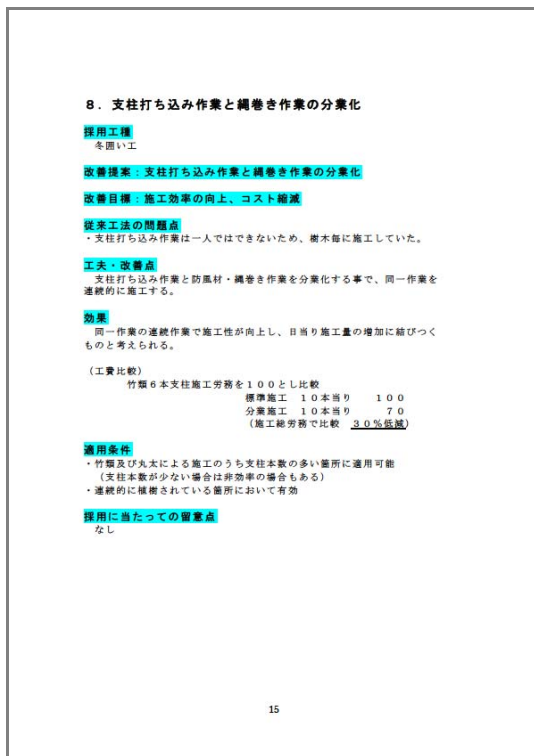 ８．支柱打ち込み作業と縄巻き作業の分業化
採用工種
冬囲い工
改善提案：支柱打ち込み作業と縄巻き作業の分業化
改善目標：施工効率の向上、コスト縮減
従来工法の問題点
・支柱打ち込み作業は一人ではできないため、樹木毎に施工していた。
工夫・改善点
支柱打ち込み作業と防風材・縄巻き作業を分業化する事で、同一作業を
連続的に施工する。
効果
同一作業の連続作業で施工性が向上し、日当り施工量の増加に結びつく
ものと考えられる。
（工費比較）
竹類６本支柱施工労務を１００とし比較
標準施工　１０本当り　　１００
分業施工　１０本当り　　　７０
（施工総労務で比較　３０％低減）
適用条件
・竹類及び丸太による施工のうち支柱本数の多い箇所に適用可能
（支柱本数が少ない場合は非効率の場合もある）
・連続的に植樹されている箇所において有効
採用に当たっての留意点
なし
15